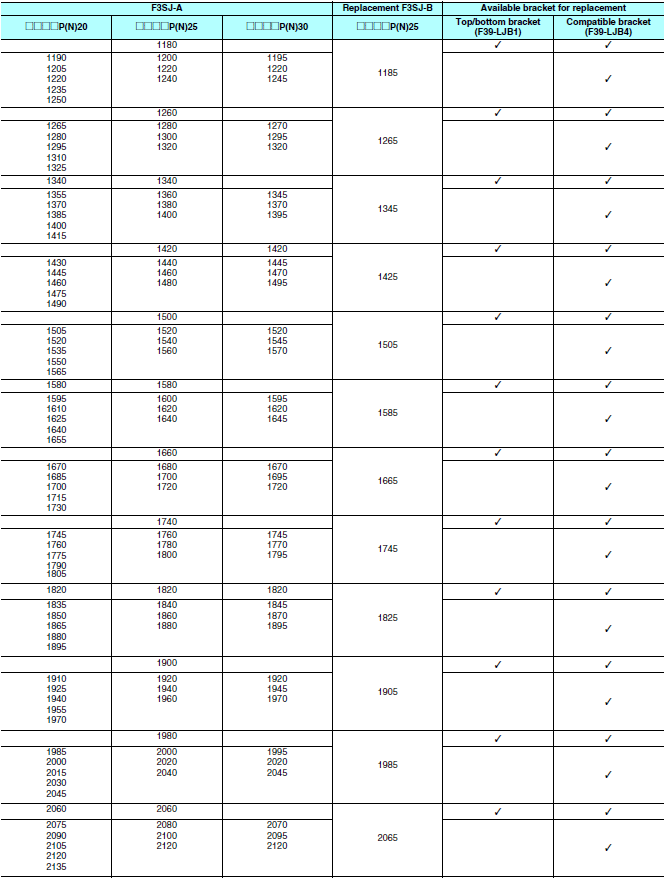 F3SJ-A Replacement F3SJ-B Available bracket for replacement
□□□□P(N)20 □□□□P(N)25 □□□□P(N)30 □□□□P(N)25 Top/bottom bracket (F39-LJB1) Compatible bracket (F39-LJB4)
1180 ✓ ✓
1190 1200 1195
1205 1220 1220
1220 1240 1245
1235
1250
1185
✓
1260 ✓ ✓
1265 1280 1270
1280 1300 1295
1295 1320 1320
1310
1325
1265
✓
1340 1340 ✓ ✓
1355 1360 1345
1370 1380 1370
1385 1400 1395
1400
1415
1345
✓
1420 1420 ✓ ✓
1430 1440 1445
1445 1460 1470
1460 1480 1495
1475
1490
1425
✓
1500 ✓ ✓
1505 1520 1520
1520 1540 1545
1535 1560 1570
1550
1565
1505
✓
1580 1580 ✓ ✓
1595 1600 1595
1610 1620 1620
1625 1640 1645
1640
1655
1585
✓
1660 ✓ ✓
1670 1680 1670
1685 1700 1695
1700 1720 1720
1715
1730
1665
✓
1740 ✓ ✓
1745 1760 1745
1760 1780 1770
1775 1800 1795
1790
1805
1745
✓
1820 1820 1820 ✓ ✓
1835 1840 1845
1850 1860 1870
1865 1880 1895
1880
1895
1825
✓
1900 ✓ ✓
1910 1920 1920
1925 1940 1945
1940 1960 1970
1955
1970
1905
✓
1980 ✓ ✓
1985 2000 1995
2000 2020 2020
2015 2040 2045
2030
2045
1985
✓
2060 2060 ✓ ✓
2075 2080 2070
2090 2100 2095
2105 2120 2120
2120
2135
2065
✓